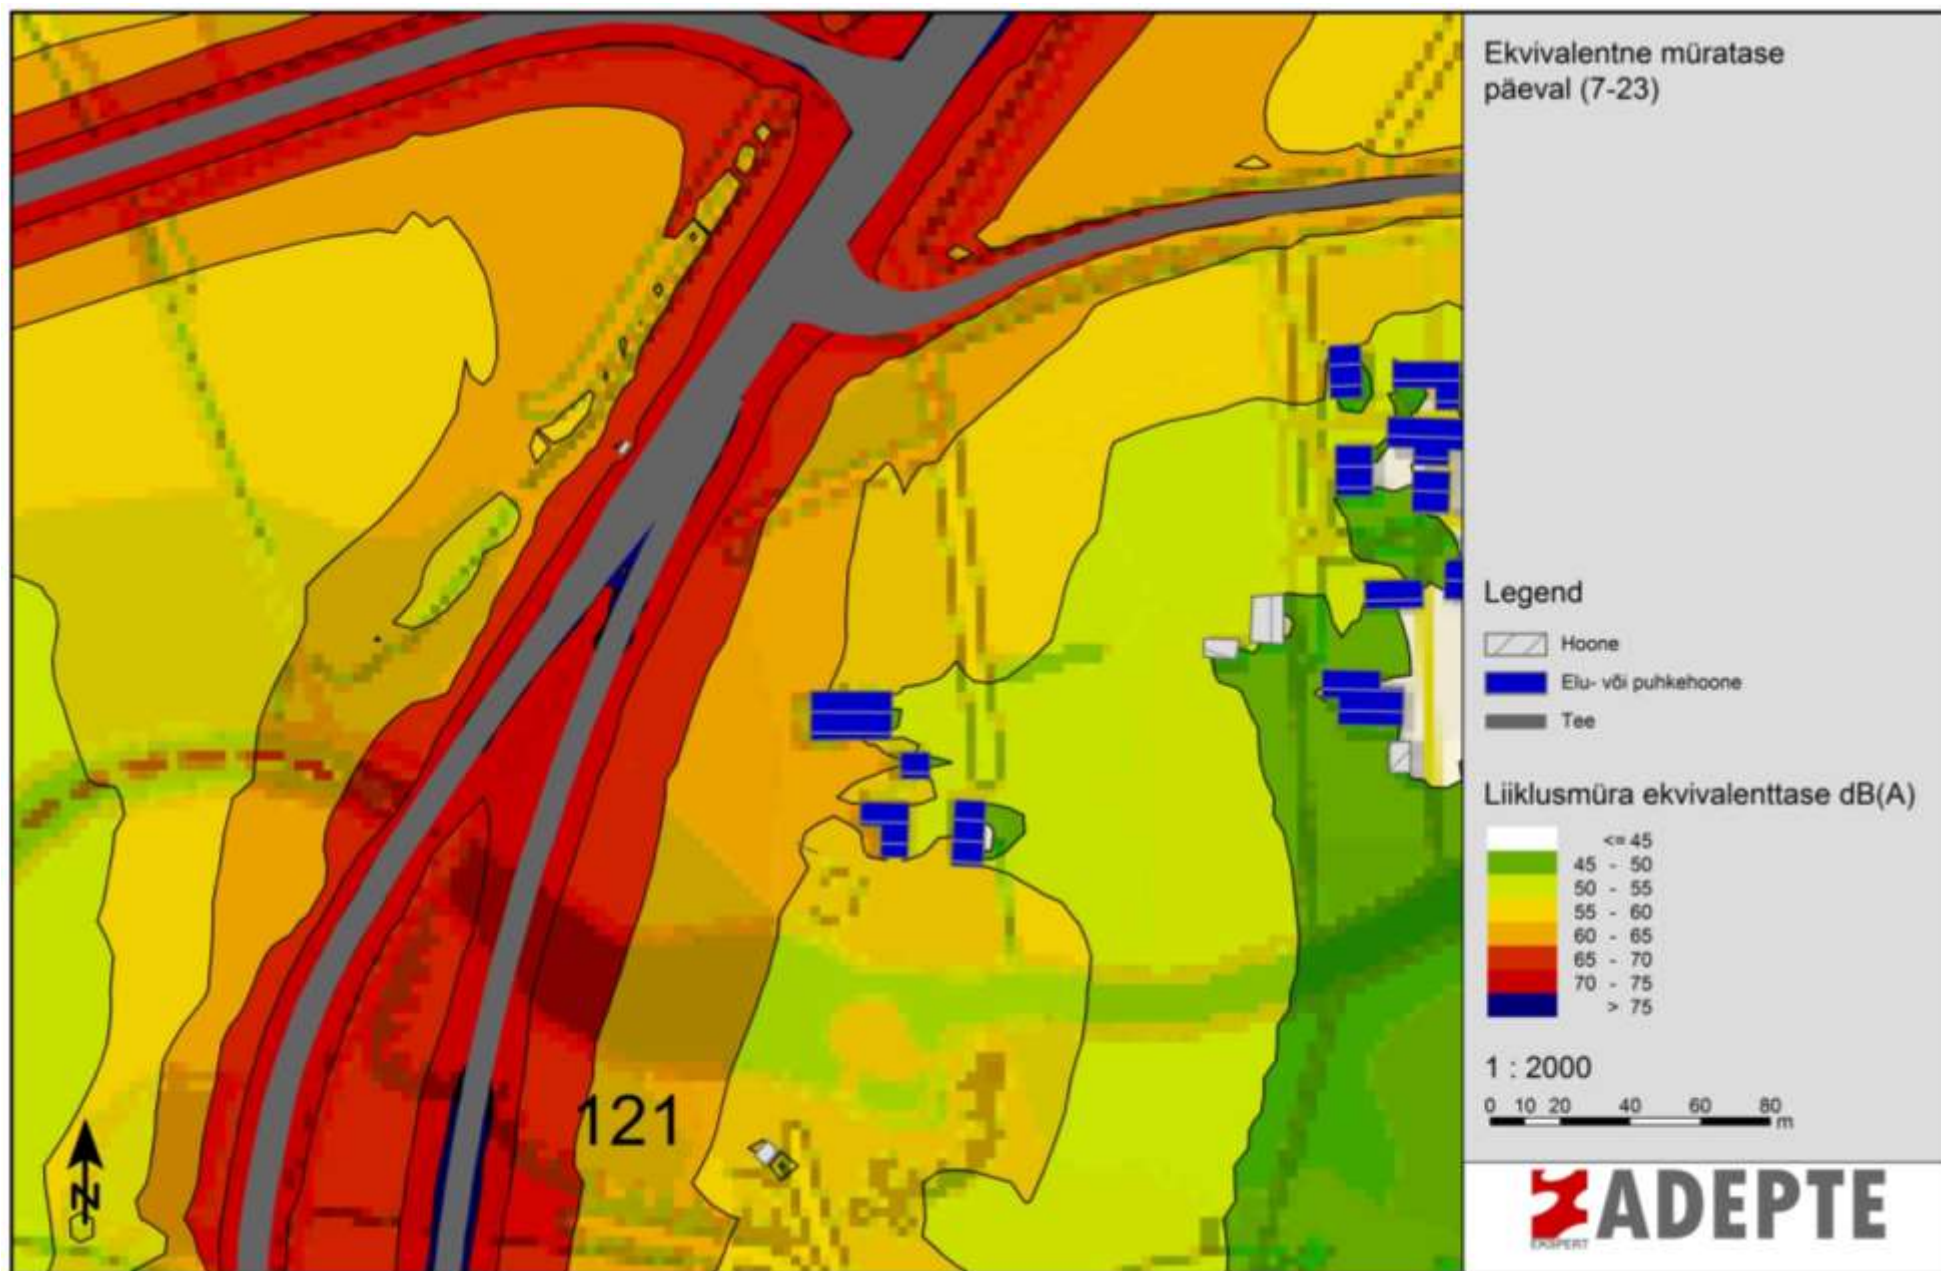 Ekvivalentne müratase
päeval (7-23)
Legend
Hoone
Elu- või puhkehoone
Tee
Liiklusmüra ekvivalenttase dB(A)
<= 45
45 - 50
50 - 55
55 - 60
60 - 65
65 - 70
70 - 75
> 75
1 : 2000
0 10 20 40 60 80
m
121
N
ADEPTE
EKSPERT